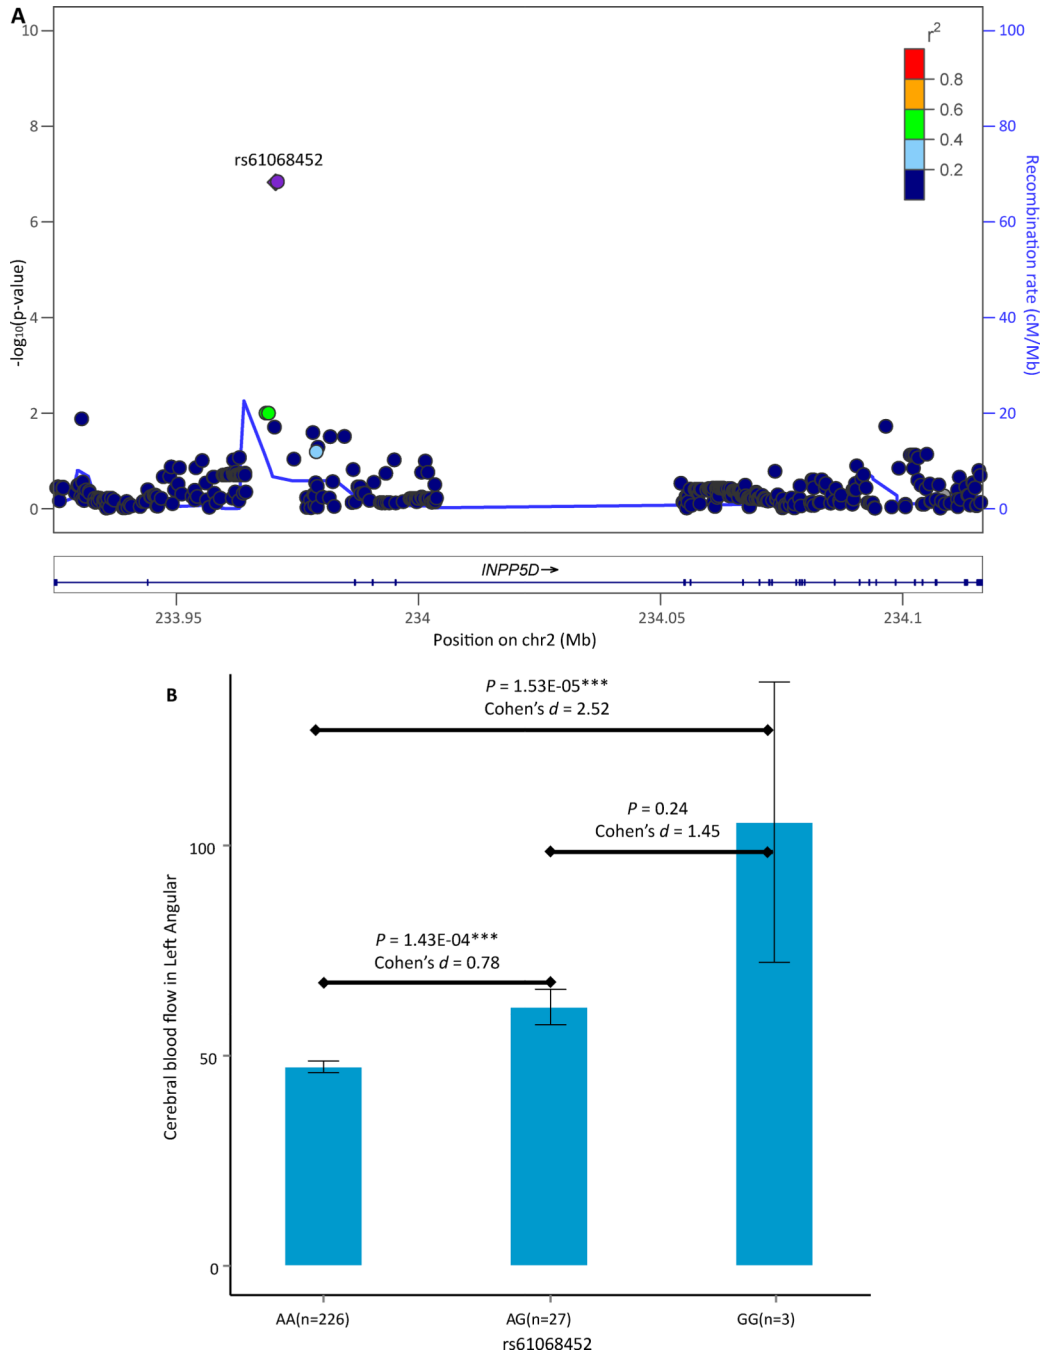 A
r2
10
8
6
4
2
0
100
80
60
40
20
0
0.8
0.6
0.4
0.2
rs61068452
-log10(p-value)
Recombination rate (cM/Mb)
INPP5D→
233.95
234
234.05
234.1
Position on chr2 (Mb)
B
P = 1.53E-05***
Cohen's d = 2.52
P = 0.24
Cohen's d = 1.45
P = 1.43E-04***
Cohen's d = 0.78
Cerebral blood flow in Left Angular
100
50
0
AA(n=226)
AG(n=27)
GG(n=3)
rs61068452